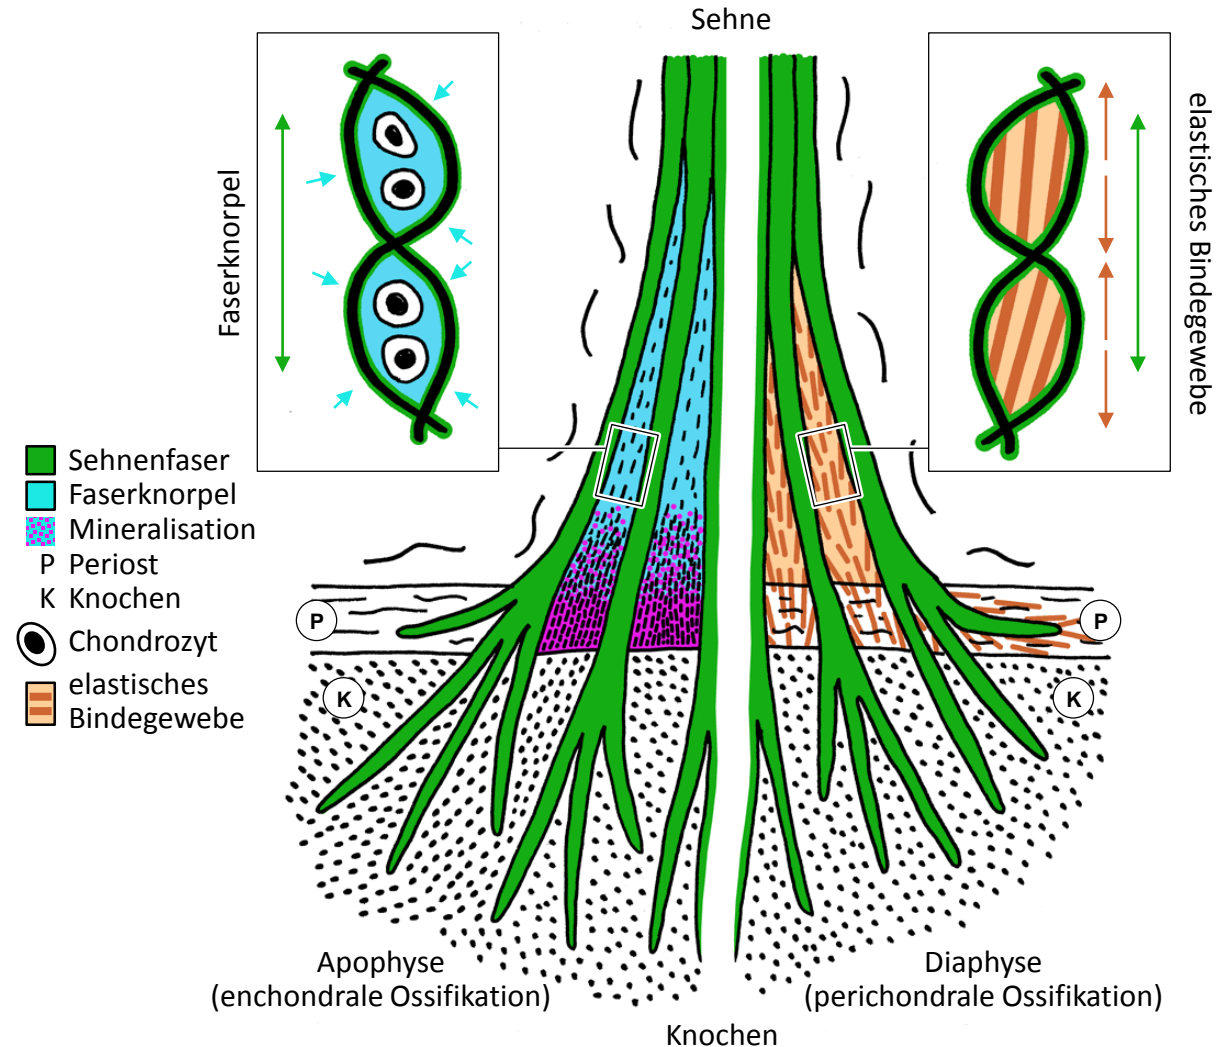 Sehne
Faserknorpel
elastisches Bindegewebe
Sehnenfaser
Faserknorpel
Mineralisation
P Periost
K Knochen
Chondrozyt
elastisches
Bindegewebe
P
P
K
K
Apophyse
(enchondrale Ossifikation)
Diaphyse
(perichondrale Ossifikation)
Knochen